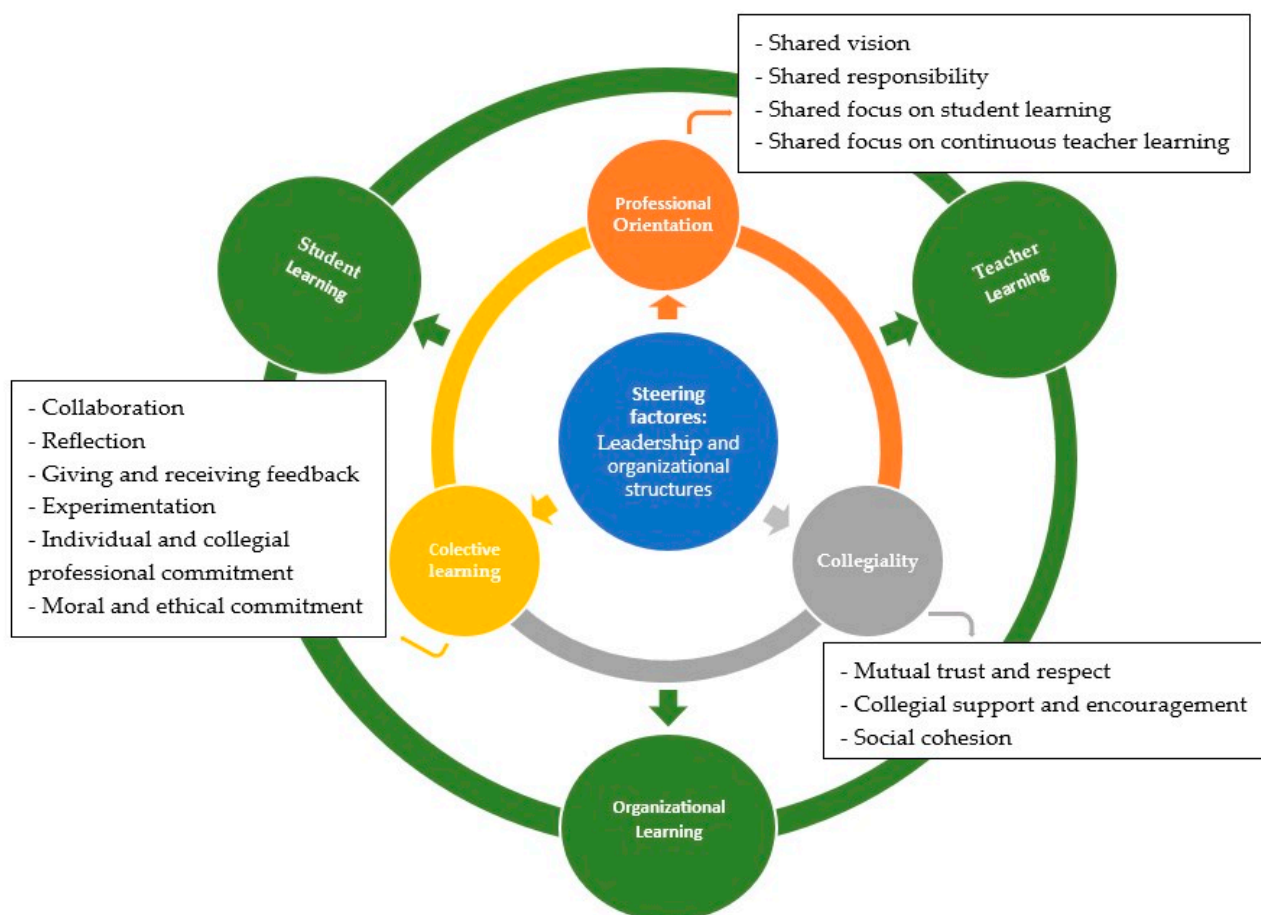 - Shared vision
- Shared responsibility
- Shared focus on student learning
- Shared focus on continuous teacher learning
Professional
Orientation
Student
Learning
Teacher
Learning
Steering
factores:
Leadership and
organizational
structures
- Collaboration
- Reflection
- Giving and receiving feedback
- Experimentation
- Individual and collegial
professional commitment
- Moral and ethical commitment
Colective
learning
Collegiality
- Mutual trust and respect
- Collegial support and encouragement
- Social cohesion
Organizational
Learning